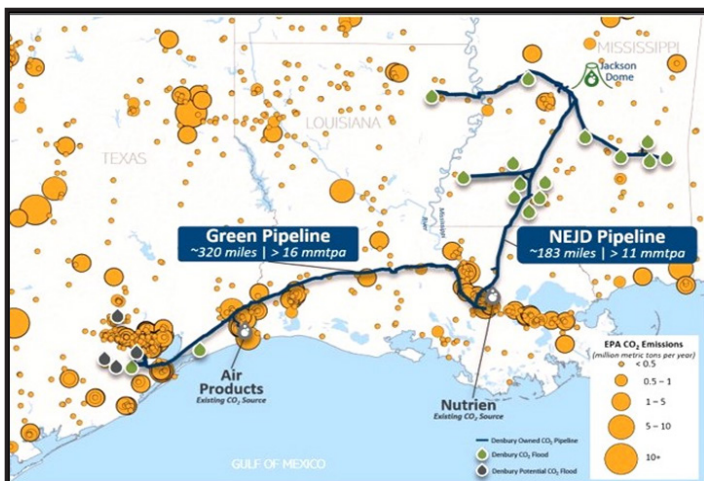 MISSISSIPPI
Jackson
Dome
LOUISIANA
TEXAS
Mississippi
River
Green Pipeline
~320 miles | > 16 mmtpa
NEJD Pipeline
~183 miles | > 11 mmtpa
Air
Products
Existing CO₂ Source
Nutrien
Existing CO₂ Source
GULF OF MEXICO
EPA CO₂ Emissions
(million metric tons per year)
< 0.5
0.5 – 1
1 – 5
5 – 10
10+
Denbury Owned CO₂ Pipeline
Denbury CO₂ Flood
Denbury Potential CO₂ Flood